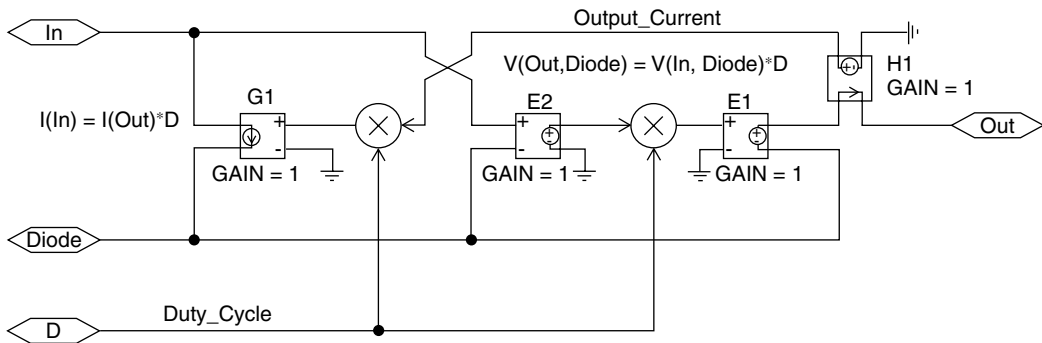 In
Output_Current
V(Out,Diode) = V(In, Diode)*D
H1
GAIN = 1
I(In) = I(Out)*D
G1
+
-
GAIN = 1
E2
+
-
GAIN = 1
E1
+
-
GAIN = 1
Out
Diode
Duty_Cycle
D